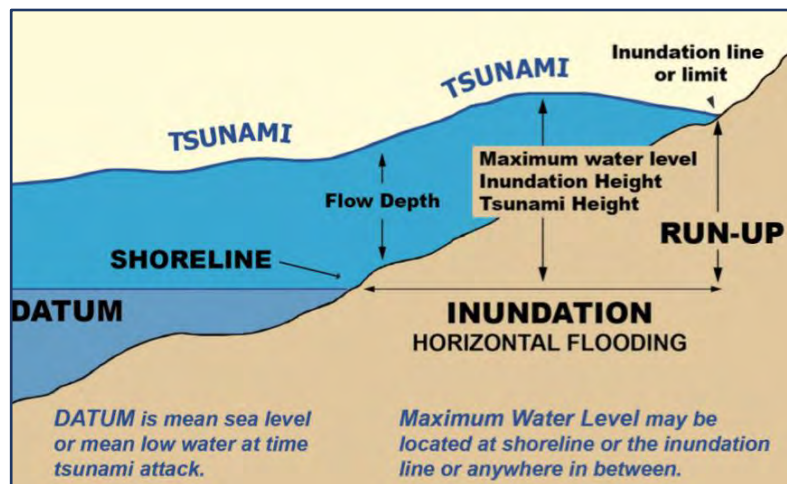 TSUNAMI
TSUNAMI
Inundation line
or limit
Maximum water level
Inundation Height
Tsunami Height
Flow Depth
RUN-UP
SHORELINE
DATUM
INUNDATION
HORIZONTAL FLOODING
DATUM is mean sea level
or mean low water at time
tsunami attack.
Maximum Water Level may be
located at shoreline or the inundation
line or anywhere in between.